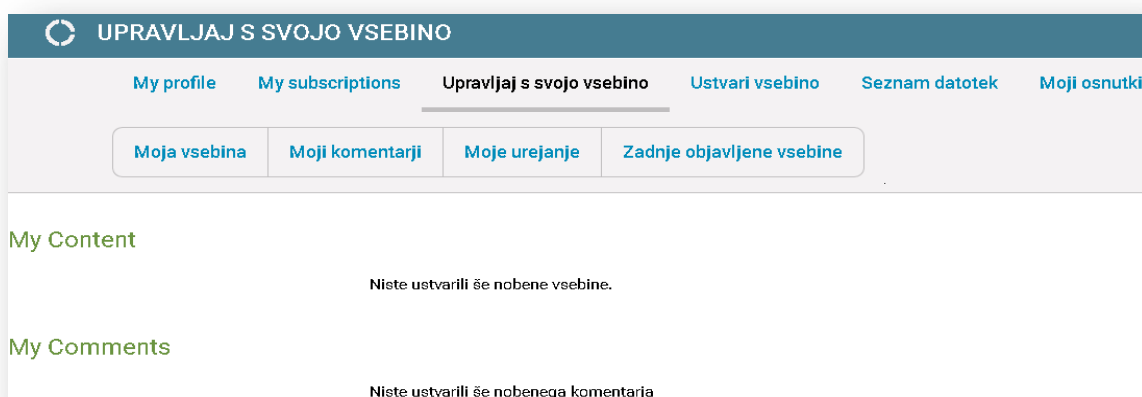 UPRAVLJAJ S SVOJO VSEBINO
My profile My subscriptions Upravljaj s svojo vsebino Ustvari vsebino Seznam datotek Moji osnutki
Moja vsebina Moji komentarji Moje urejanje Zadnje objavljene vsebine
My Content
Niste ustvarili še nobene vsebine.
My Comments
Niste ustvarili še nobenega komentarja